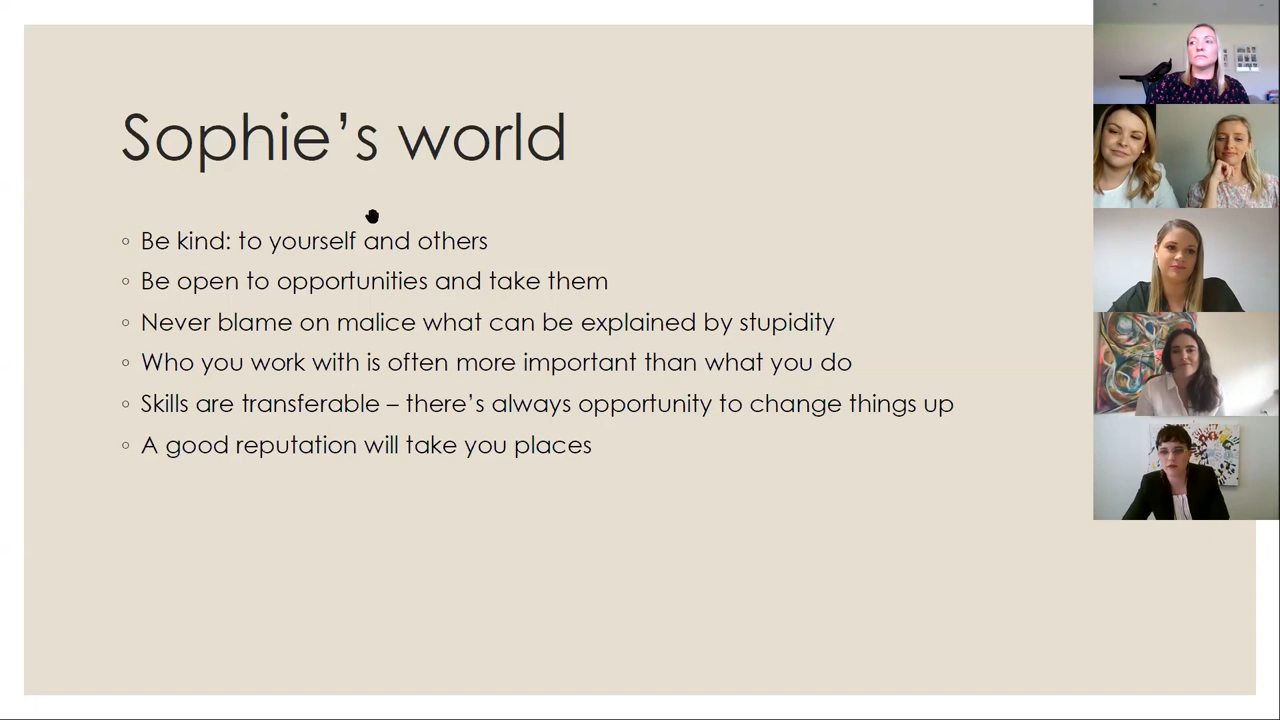 Sophie’s world
◦ Be kind: to yourself and others
◦ Be open to opportunities and take them
◦ Never blame on malice what can be explained by stupidity
◦ Who you work with is often more important than what you do
◦ Skills are transferable – there’s always opportunity to change things up
◦ A good reputation will take you places